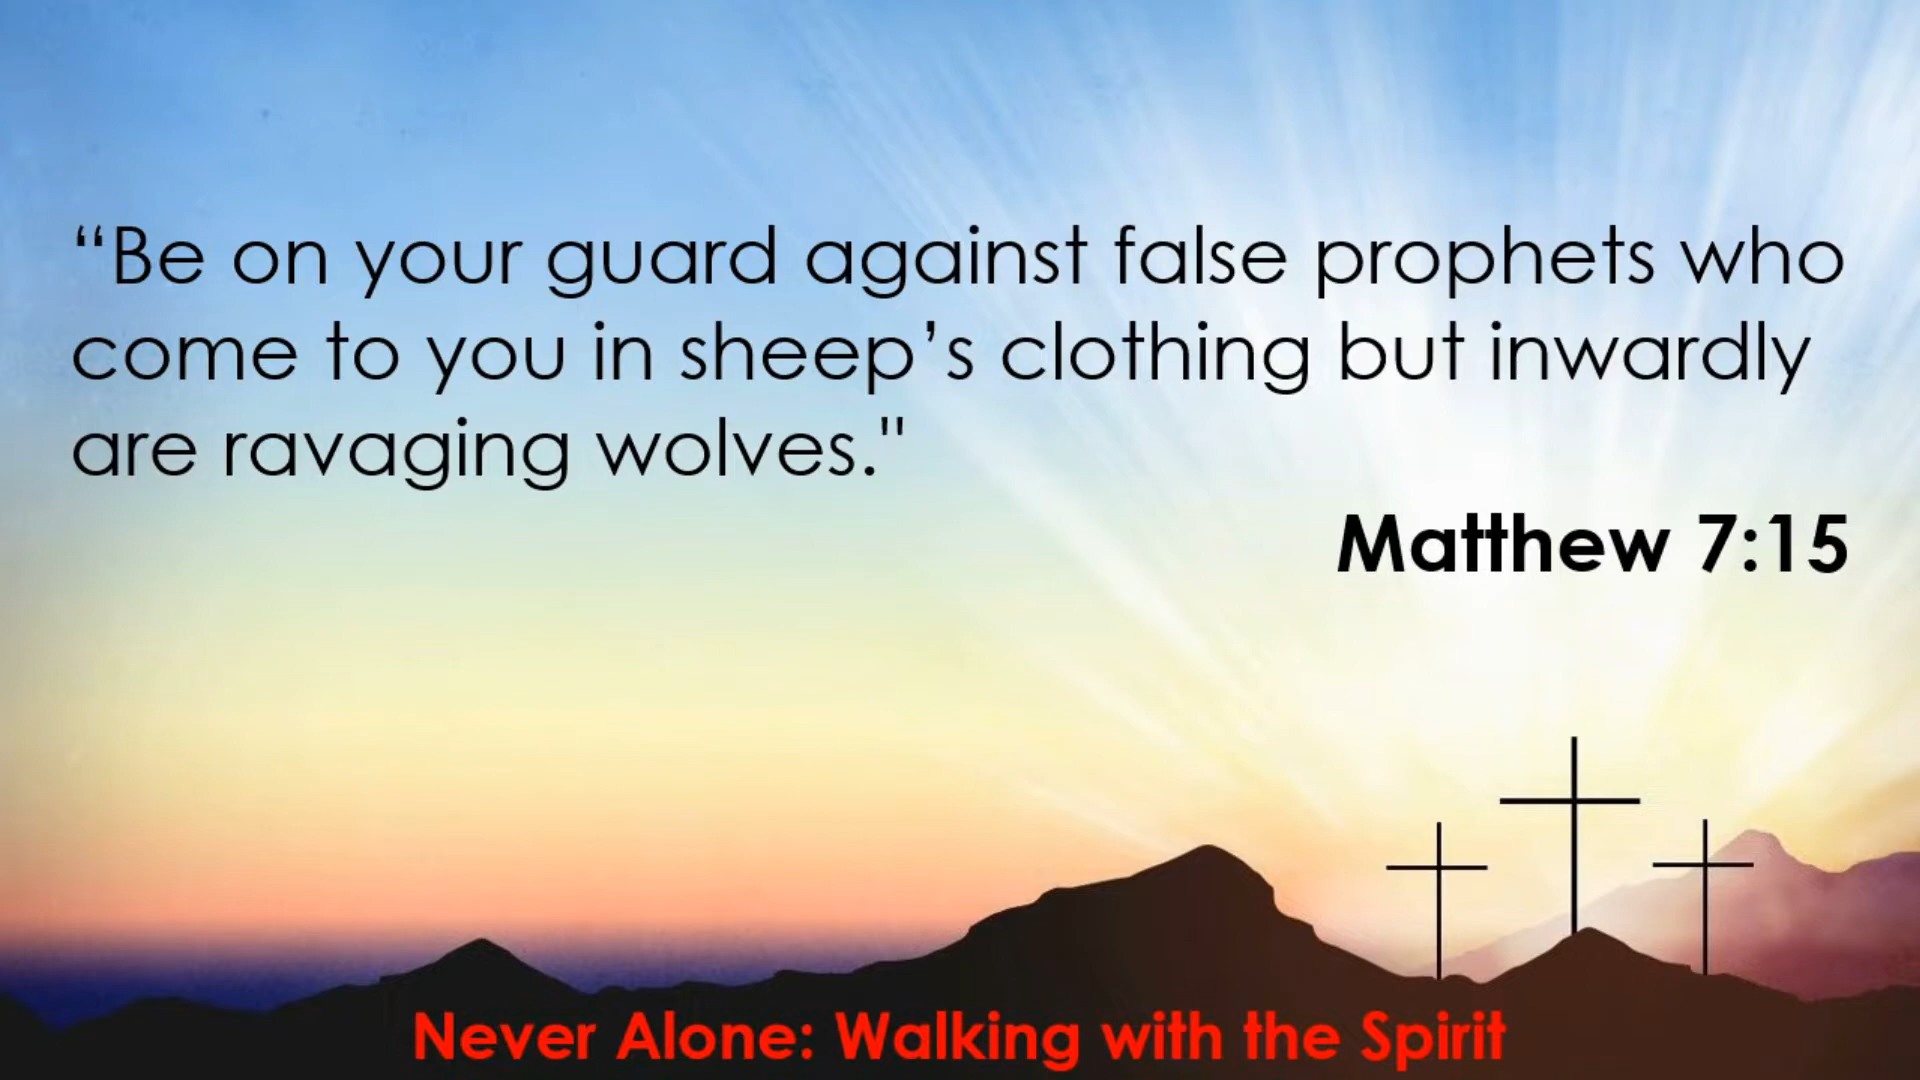 “Be on your guard against false prophets who
come to you in sheep’s clothing but inwardly
are ravaging wolves."
Matthew 7:15
Never Alone: Walking with the Spirit